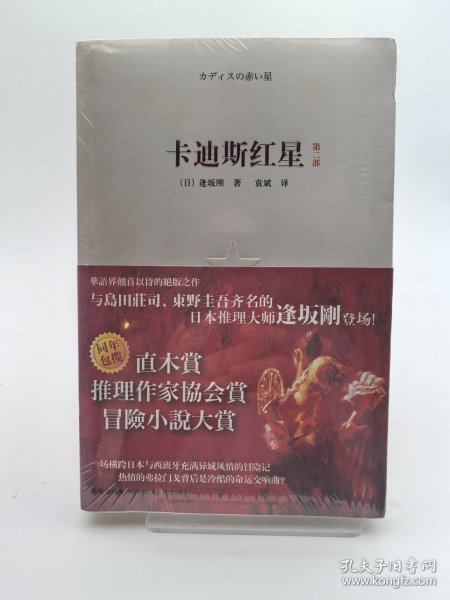 カディスの赤い星
卡迪斯红星 第二部
（日）逢坂刚 著 袁斌 译
華語界翹首以待的絕版之作
与島田莊司、東野圭吾齐名的
日本推理大师逢坂剛登场！
同年
包揽
直木賞
推理作家協会賞
冒險小說大賞
一场横跨日本与西班牙充满异域风情的冒险记
热情的弗拉门戈背后是冷酷的命运交响曲？
孔夫子旧书网
www.kongfz.com